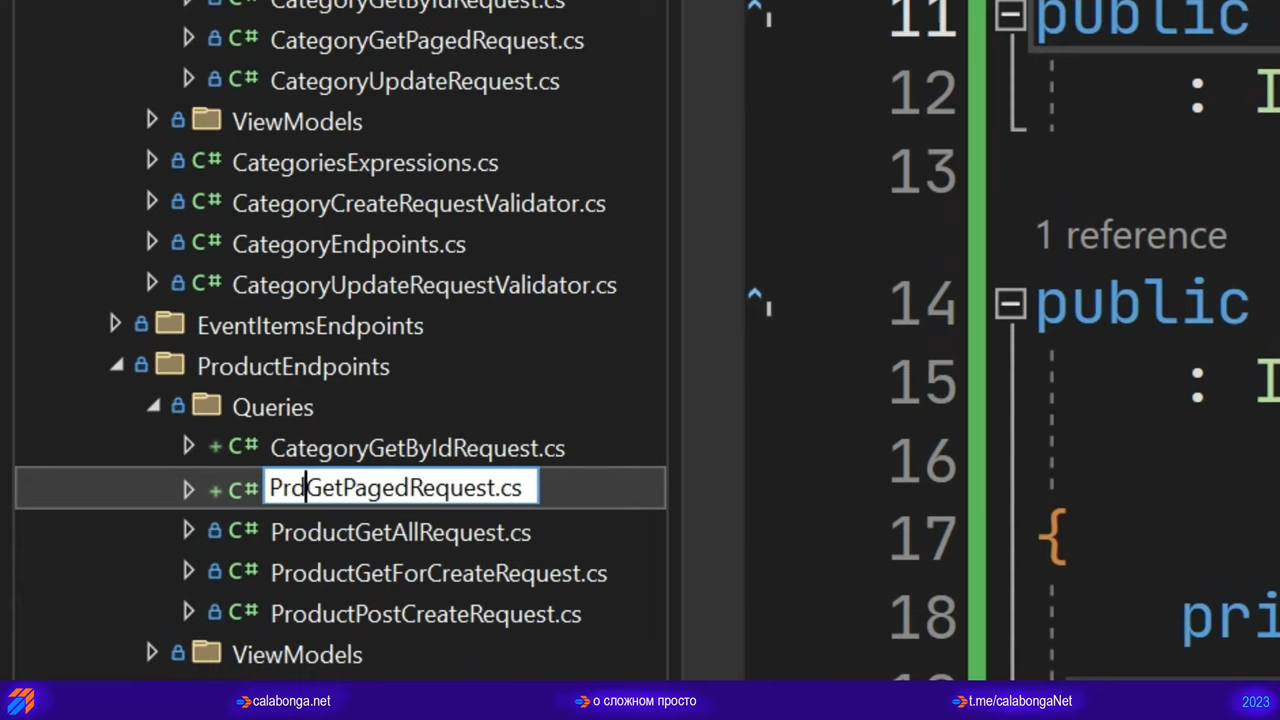 CategoryGetByIdRequest.cs
C# CategoryGetPagedRequest.cs
C# CategoryUpdateRequest.cs
ViewModels
C# CategoriesExpressions.cs
C# CategoryCreateRequestValidator.cs
C# CategoryEndpoints.cs
C# CategoryUpdateRequestValidator.cs
EventItemsEndpoints
ProductEndpoints
Queries
+ C# CategoryGetByIdRequest.cs
+ C# PrdGetPagedRequest.cs
C# ProductGetAllRequest.cs
C# ProductGetForCreateRequest.cs
C# ProductPostCreateRequest.cs
ViewModels
11 public
12 : I
13
1 reference
14 public
15 : I
16
17 {
18 pri
calabonga.net
о сложном просто
t.me/calabongaNet
2023